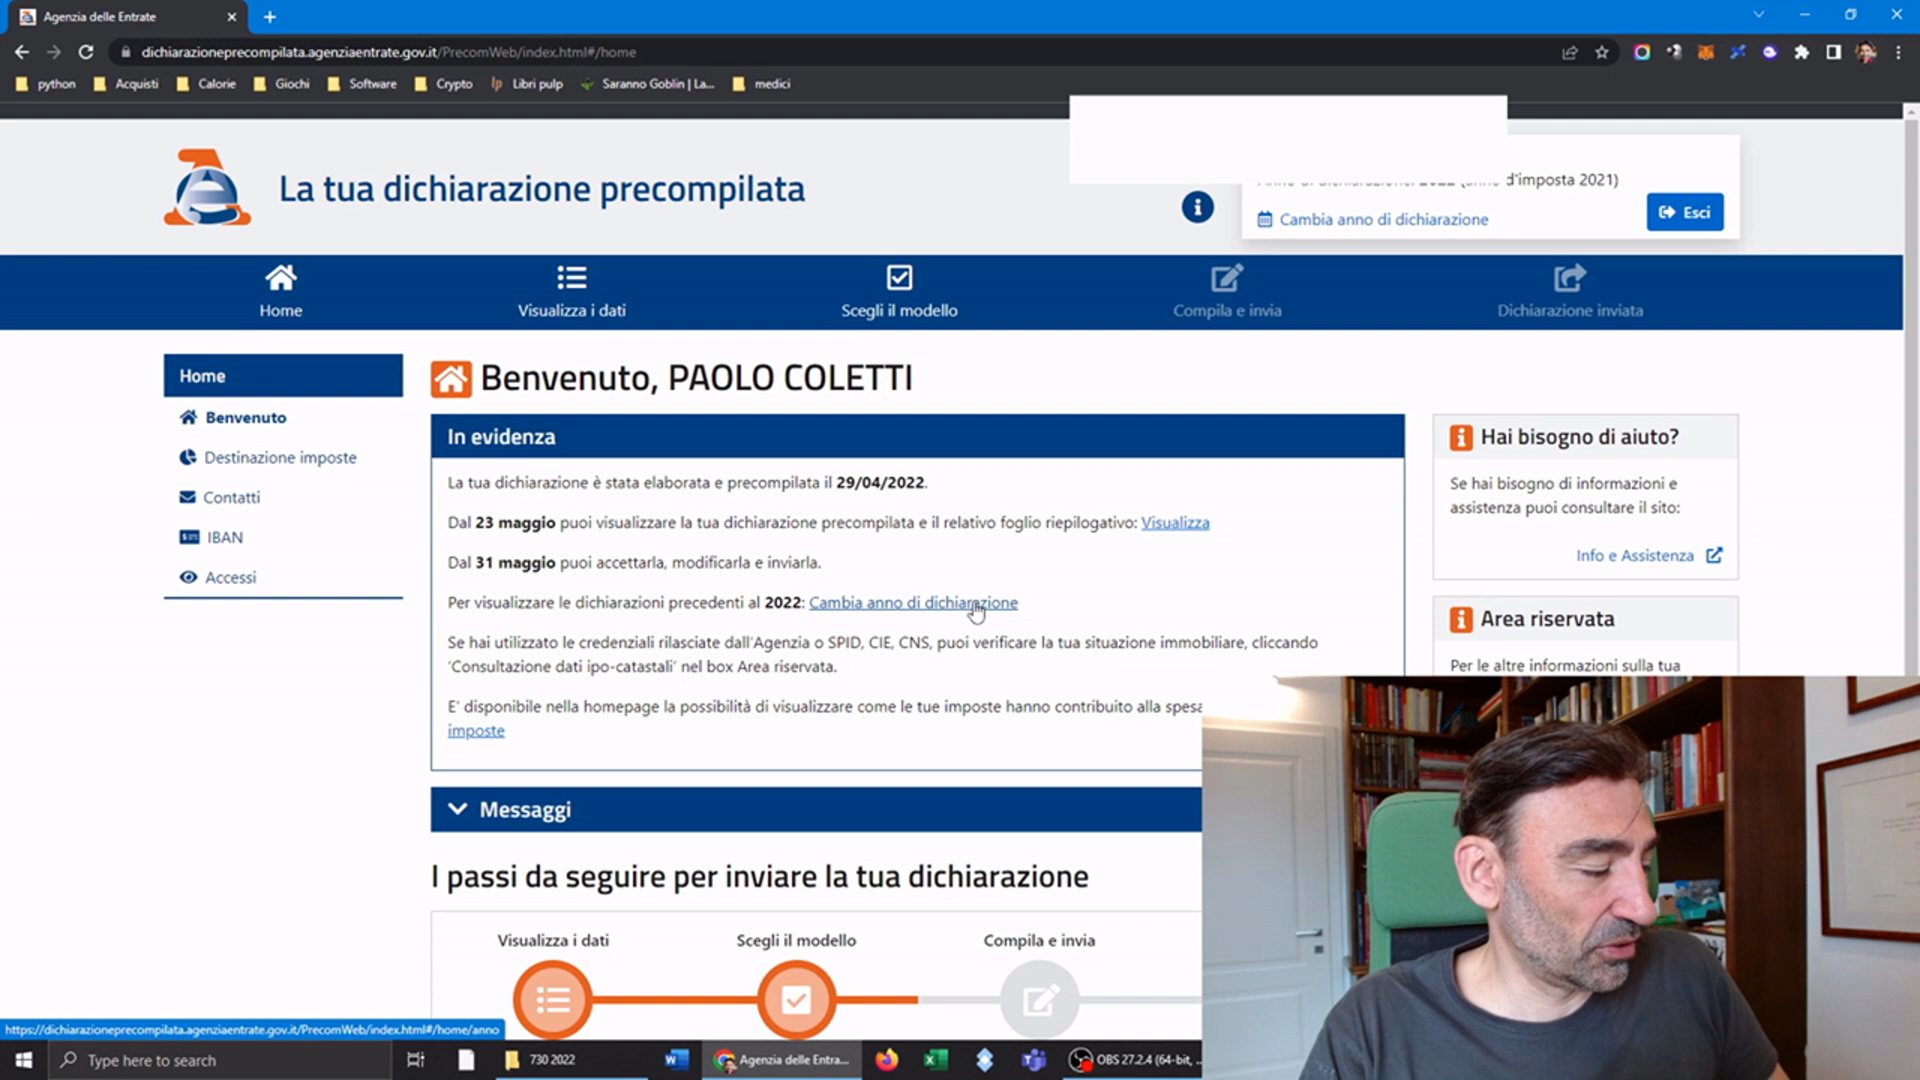 Agenzia delle Entrate
dichiarazioneprecompilata.agenziaentrate.gov.it/PrecomWeb/index.html#/home
python
Acquisti
Calorie
Giochi
Software
Crypto
lp
Libri pulp
Saranno Goblin | La...
medici
La tua dichiarazione precompilata
d'imposta 2021)
Cambia anno di dichiarazione
Esci
Home
Visualizza i dati
Scegli il modello
Compila e invia
Dichiarazione inviata
Home
Benvenuto
Destinazione imposte
Contatti
IBAN
Accessi
Benvenuto, PAOLO COLETTI
In evidenza
La tua dichiarazione è stata elaborata e precompilata il 29/04/2022.
Dal 23 maggio puoi visualizzare la tua dichiarazione precompilata e il relativo foglio riepilogativo: Visualizza
Dal 31 maggio puoi accettarla, modificarla e inviarla.
Per visualizzare le dichiarazioni precedenti al 2022: Cambia anno di dichiarazione
Se hai utilizzato le credenziali rilasciate dall'Agenzia o SPID, CIE, CNS, puoi verificare la tua situazione immobiliare, cliccando
'Consultazione dati ipo-catastali' nel box Area riservata.
E' disponibile nella homepage la possibilità di visualizzare come le tue imposte hanno contribuito alla spesa
imposte
Messaggi
I passi da seguire per inviare la tua dichiarazione
Visualizza i dati
Scegli il modello
Compila e invia
Hai bisogno di aiuto?
Se hai bisogno di informazioni e
assistenza puoi consultare il sito:
Info e Assistenza
Area riservata
Per le altre informazioni sulla tua
https://dichiarazioneprecompilata.agenziaentrate.gov.it/PrecomWeb/index.html#/home/anno
Type here to search
730 2022
Agenzia delle Entra...
OBS 27.2.4 (64-bit, ...